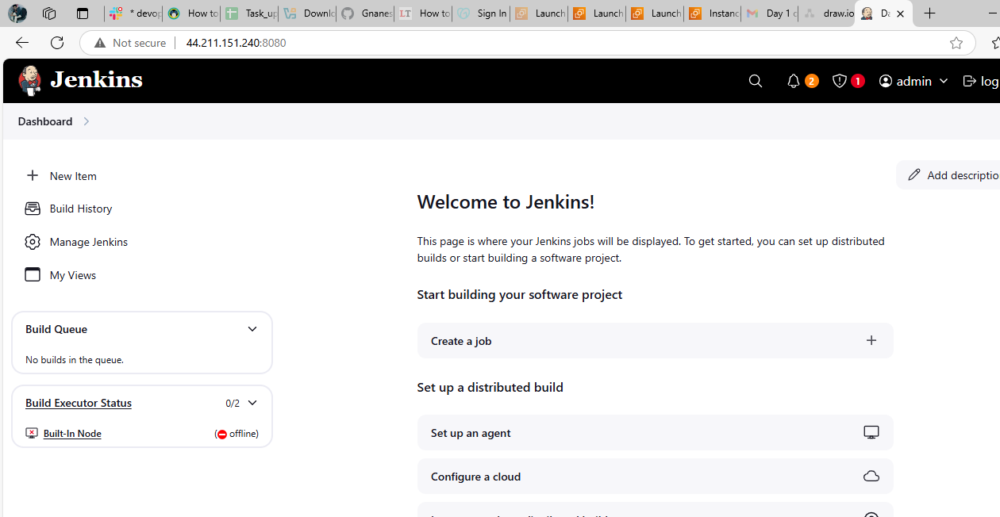 * devop
How to
Task_up
Downlo
Gnanes
LT How to
Sign In
Launch
Launch
Launch
Instanc
Day 1 c
draw.io
Da
Not secure 44.211.151.240:8080
Jenkins
2
1
admin
log
Dashboard
New Item
Build History
Manage Jenkins
My Views
Build Queue
No builds in the queue.
Build Executor Status 0/2
Built-In Node (offline)
Add descriptio
Welcome to Jenkins!
This page is where your Jenkins jobs will be displayed. To get started, you can set up distributed
builds or start building a software project.
Start building your software project
Create a job
Set up a distributed build
Set up an agent
Configure a cloud